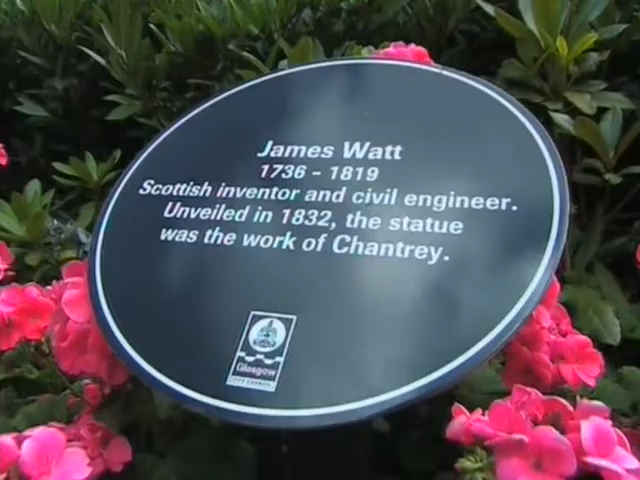 James Watt
1736 - 1819
Scottish inventor and civil engineer.
Unveiled in 1832, the statue
was the work of Chantrey.
Glasgow